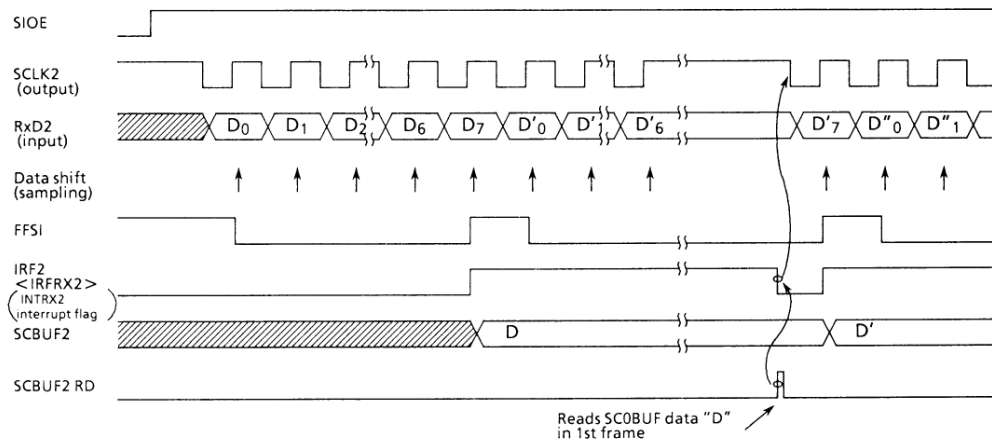 SIOE
SCLK2
(output)
RxD2
(input)
D0 D1 D2 D6 D7 D'0 D' D'6 D'7 D"0 D"1
Data shift
(sampling)
FFSI
IRF2
<IRFRX2>
(INTRX2
interrupt flag)
SCBUF2
D D'
SCBUF2 RD
Reads SC0BUF data "D"
in 1st frame